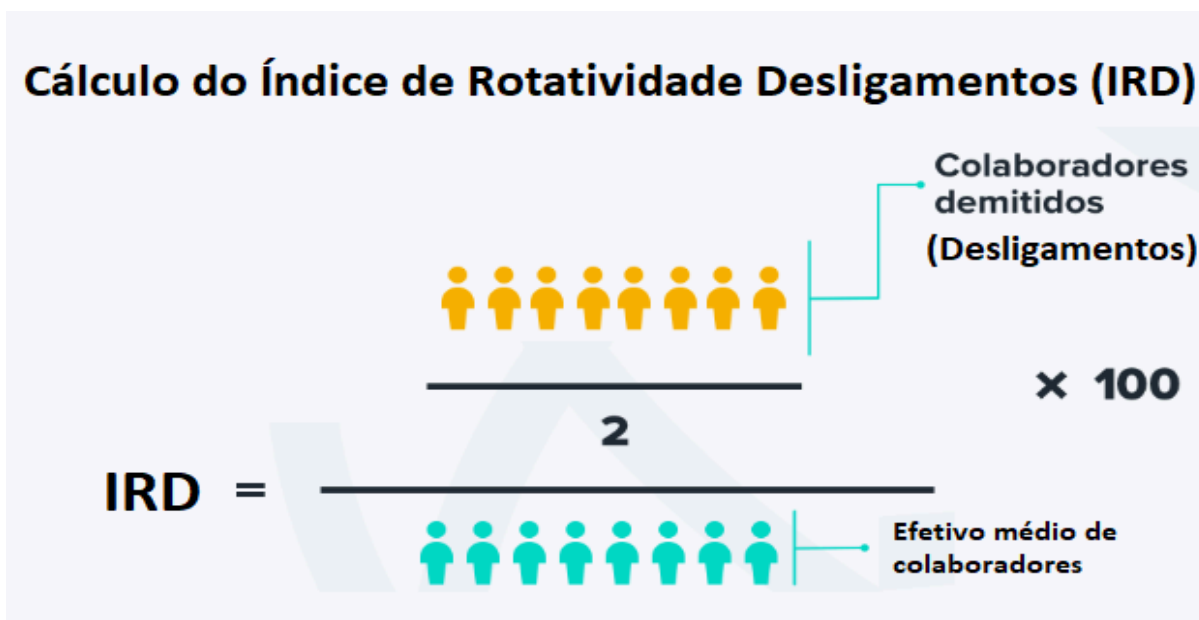 Cálculo do Índice de Rotatividade Desligamentos (IRD)
Colaboradores
demitidos
(Desligamentos)
× 100
2
IRD =
Efetivo médio de
colaboradores